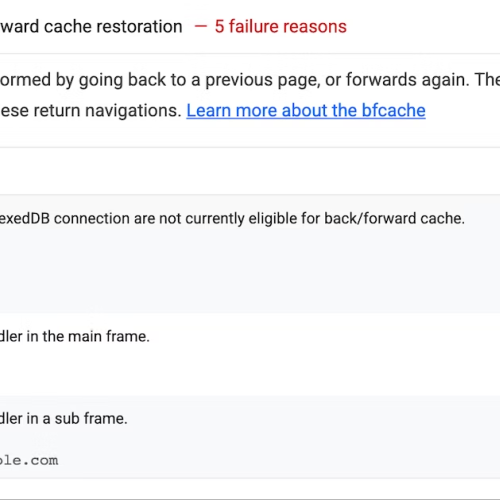 ward cache restoration — 5 failure reasons
ormed by going back to a previous page, or forwards again. The
ese return navigations. Learn more about the bfcache
exedDB connection are not currently eligible for back/forward cache.
dler in the main frame.
dler in a sub frame.
ple.com